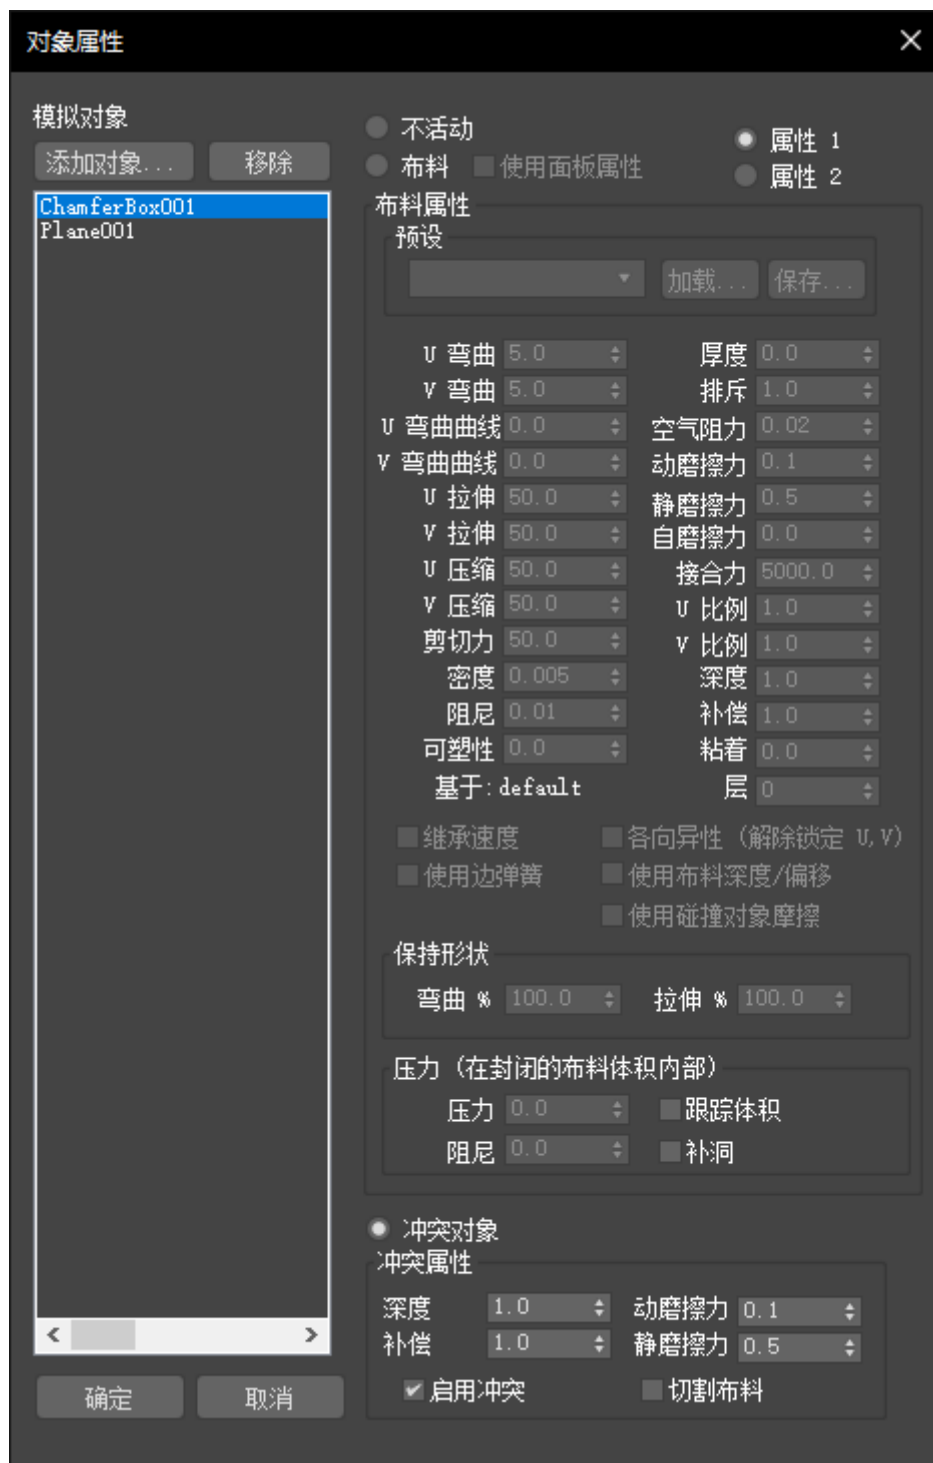 对象属性
模拟对象
添加对象...
移除
ChamferBox001
Plane001
确定
取消
不活动
布料
使用面板属性
属性 1
属性 2
布料属性
预设
加载...
保存...
U 弯曲 5.0
厚度 0.0
V 弯曲 5.0
排斥 1.0
U 弯曲曲线 0.0
空气阻力 0.02
V 弯曲曲线 0.0
动磨擦力 0.1
U 拉伸 50.0
静磨擦力 0.5
V 拉伸 50.0
自磨擦力 0.0
U 压缩 50.0
接合力 5000.0
V 压缩 50.0
U 比例 1.0
剪切力 50.0
V 比例 1.0
密度 0.005
深度 1.0
阻尼 0.01
补偿 1.0
可塑性 0.0
粘着 0.0
基于:default
层 0
继承速度
各向异性 (解除锁定 U,V)
使用边弹簧
使用布料深度/偏移
使用碰撞对象摩擦
保持形状
弯曲 % 100.0
拉伸 % 100.0
压力 (在封闭的布料体积内部)
压力 0.0
跟踪体积
阻尼 0.0
补洞
冲突对象
冲突属性
深度 1.0
动磨擦力 0.1
补偿 1.0
静磨擦力 0.5
启用冲突
切割布料